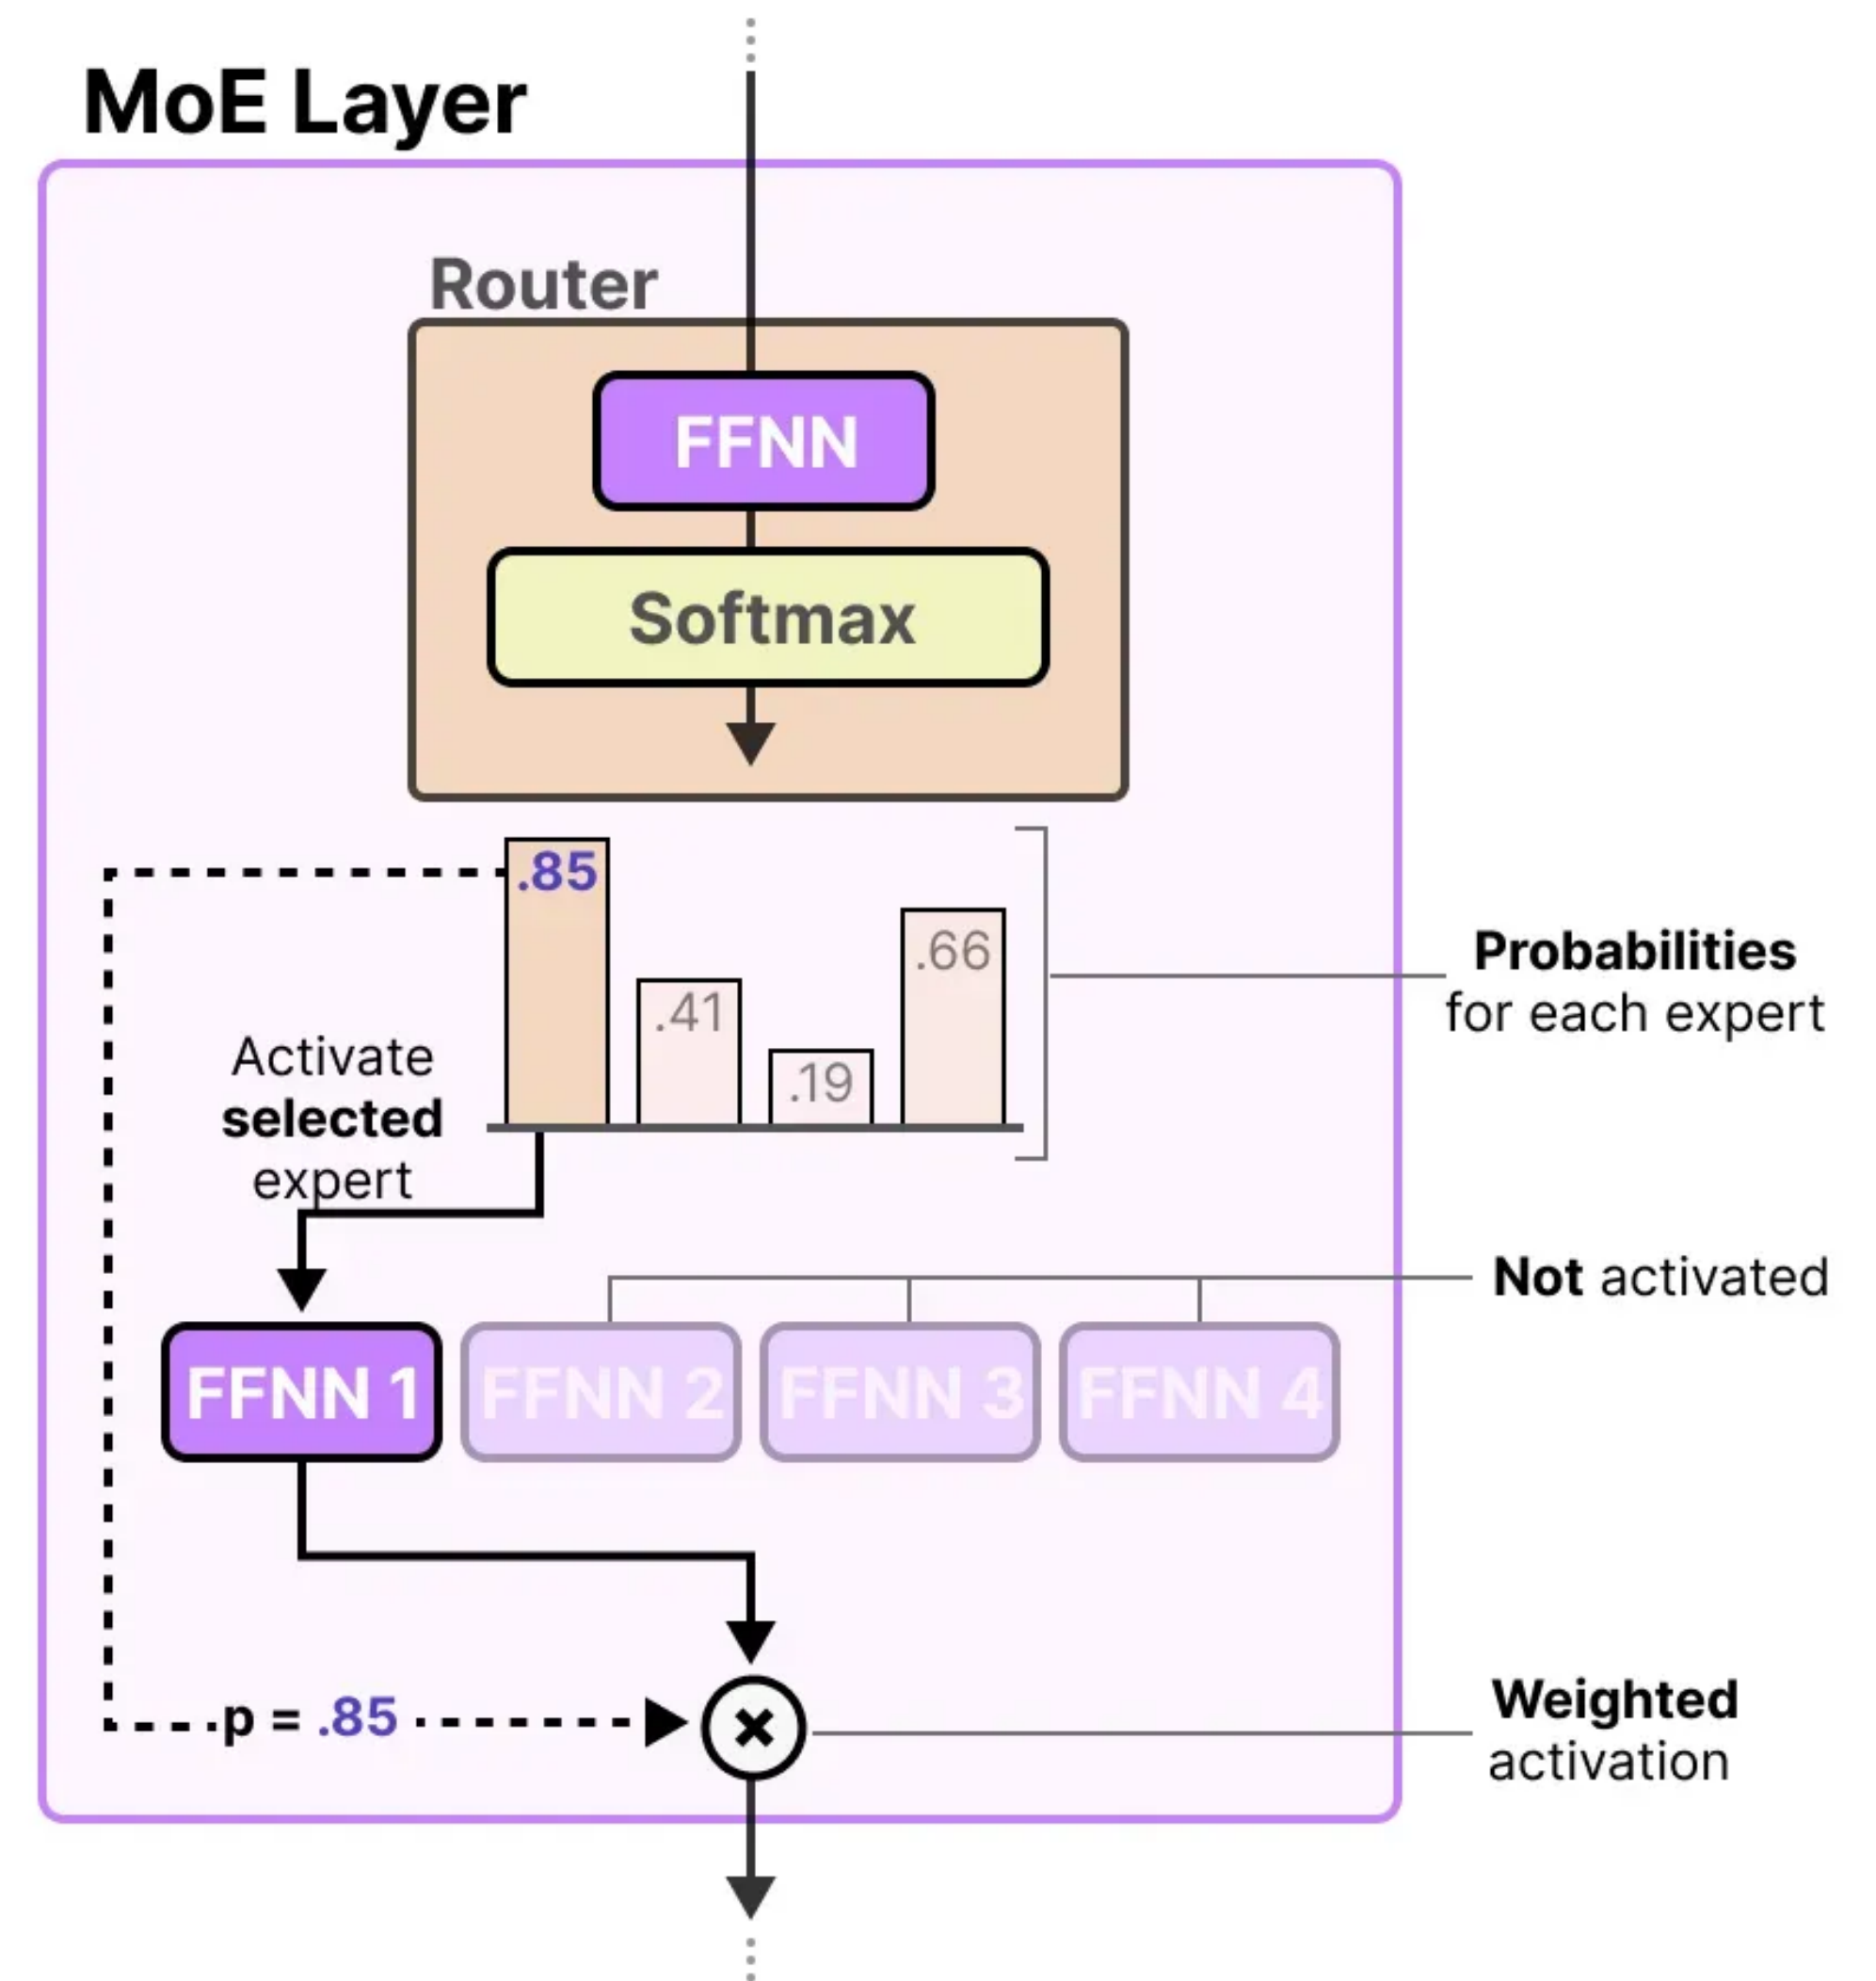 MoE Layer
Router
FFNN
Softmax
.85
.41
.19
.66
Probabilities
for each expert
Activate
selected
expert
Not activated
FFNN 1
FFNN 2
FFNN 3
FFNN 4
p = .85
Weighted
activation